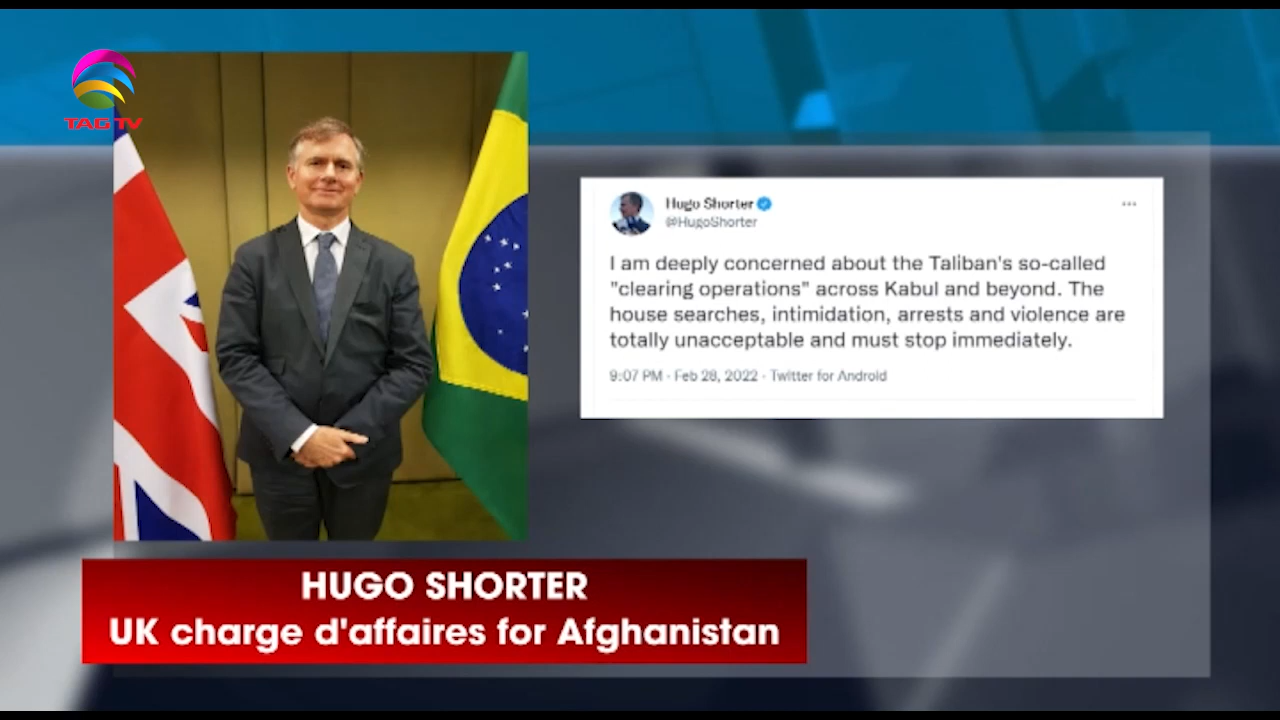 TAG TV
Hugo Shorter
@HugoShorter
I am deeply concerned about the Taliban's so-called
"clearing operations" across Kabul and beyond. The
house searches, intimidation, arrests and violence are
totally unacceptable and must stop immediately.
9:07 PM · Feb 28, 2022 · Twitter for Android
HUGO SHORTER
UK charge d'affaires for Afghanistan